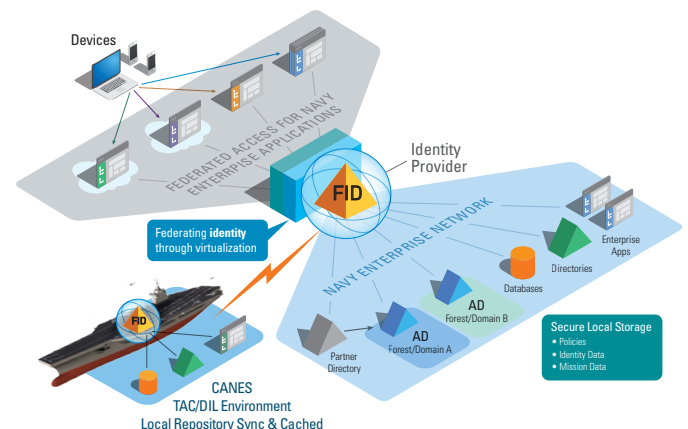 Devices
FEDERATED ACCESS FOR NAVY
ENTERRPISE APPLICATIONS
Identity
Provider
FID
Federating identity
through virtualization
NAVY ENTERPRISE NETWORK
Enterprise
Apps
Directories
Databases
AD
Forest/Domain B
AD
Forest/Domain A
Partner
Directory
Secure Local Storage
• Policies
• Identity Data
• Mission Data
FID
CANES
TAC/DIL Environment
Local Repository Sync & Cached